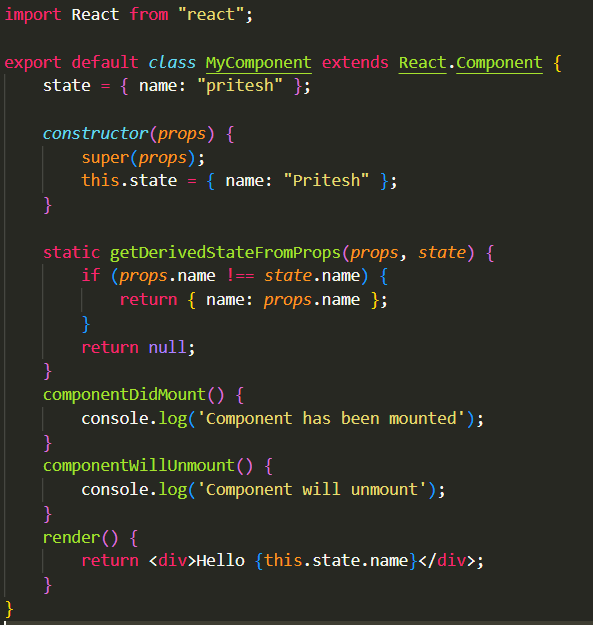 import React from "react";
export default class MyComponent extends React.Component {
    state = { name: "pritesh" };
    constructor(props) {
        super(props);
        this.state = { name: "Pritesh" };
    }
    static getDerivedStateFromProps(props, state) {
        if (props.name !== state.name) {
            return { name: props.name };
        }
        return null;
    }
    componentDidMount() {
        console.log('Component has been mounted');
    }
    componentWillUnmount() {
        console.log('Component will unmount');
    }
    render() {
        return <div>Hello {this.state.name}</div>;
    }
}